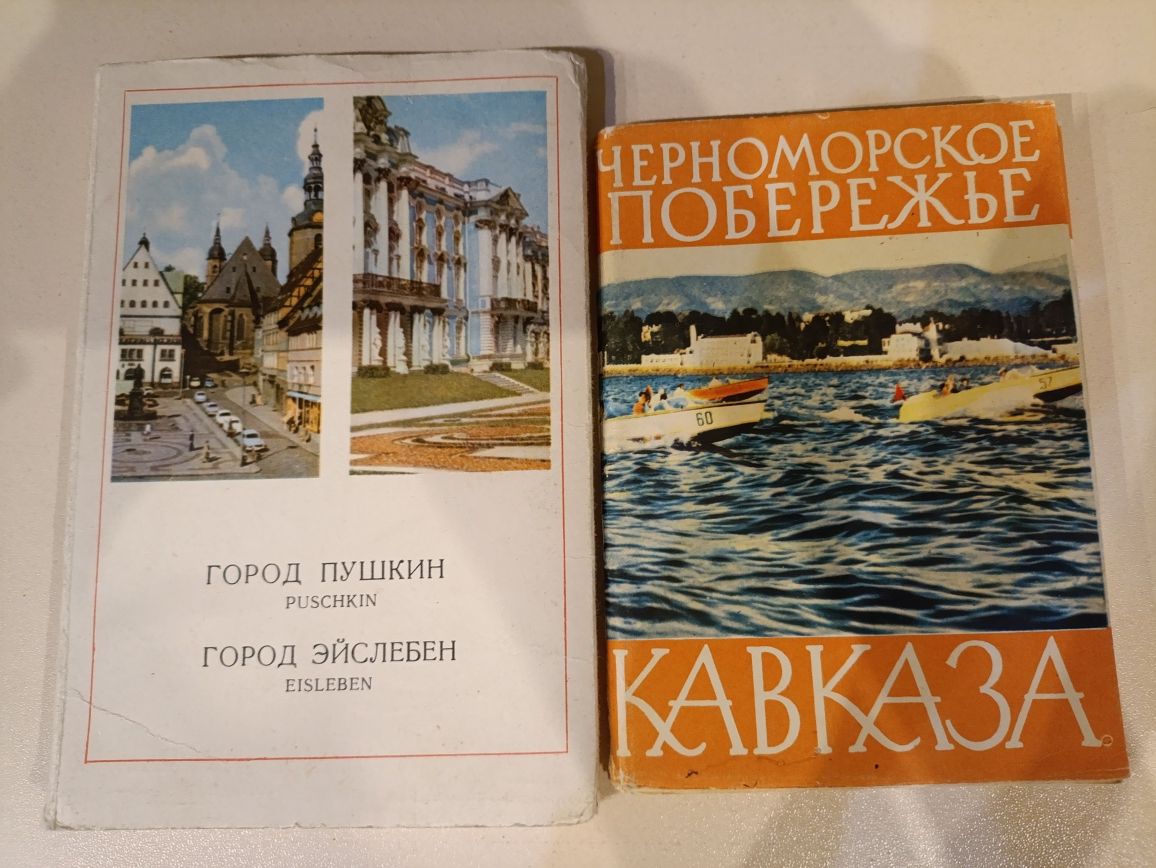 ГОРОД ПУШКИН
PUSCHKIN
ГОРОД ЭЙСЛЕБЕН
EISLEBEN
ЧЕРНОМОРСКОЕ
ПОБЕРЕЖЬЕ
60
57
КАВКАЗА